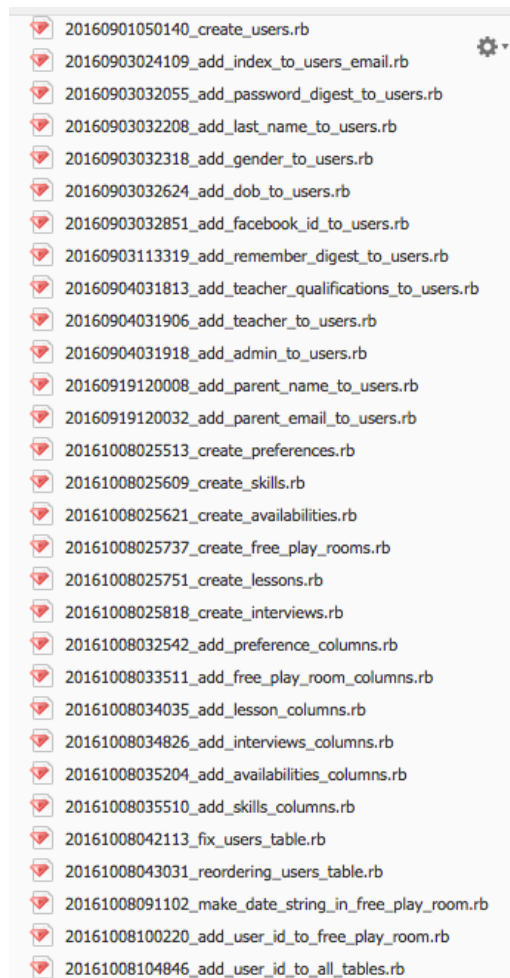 20160901050140_create_users.rb
20160903024109_add_index_to_users_email.rb
20160903032055_add_password_digest_to_users.rb
20160903032208_add_last_name_to_users.rb
20160903032318_add_gender_to_users.rb
20160903032624_add_dob_to_users.rb
20160903032851_add_facebook_id_to_users.rb
20160903113319_add_remember_digest_to_users.rb
20160904031813_add_teacher_qualifications_to_users.rb
20160904031906_add_teacher_to_users.rb
20160904031918_add_admin_to_users.rb
20160919120008_add_parent_name_to_users.rb
20160919120032_add_parent_email_to_users.rb
20161008025513_create_preferences.rb
20161008025609_create_skills.rb
20161008025621_create_availabilities.rb
20161008025737_create_free_play_rooms.rb
20161008025751_create_lessons.rb
20161008025818_create_interviews.rb
20161008032542_add_preference_columns.rb
20161008033511_add_free_play_room_columns.rb
20161008034035_add_lesson_columns.rb
20161008034826_add_interviews_columns.rb
20161008035204_add_availabilities_columns.rb
20161008035510_add_skills_columns.rb
20161008042113_fix_users_table.rb
20161008043031_reordering_users_table.rb
20161008091102_make_date_string_in_free_play_room.rb
20161008100220_add_user_id_to_free_play_room.rb
20161008104846_add_user_id_to_all_tables.rb